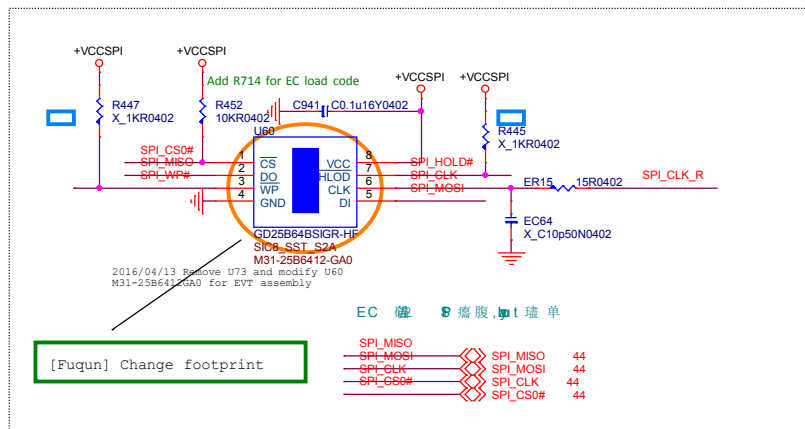 +VCCSPI
+VCCSPI
+VCCSPI
+VCCSPI
Add R714 for EC load code
R447
X_1KR0402
R452
10KR0402
C941
C0.1u16Y0402
R445
X_1KR0402
U60
SPI_CS0#
SPI_MISO
SPI_WP#
1
2
3
4
CS
DO
WP
GND
VCC
HLOD
CLK
DI
8
7
6
5
SPI_HOLD#
SPI_CLK
SPI_MOSI
ER15
15R0402
SPI_CLK_R
EC64
X_C10p50N0402
GD25B64BSIGR-HF
SIC8_SST_S2A
M31-25B6412-GA0
2016/04/13 Remove U73 and modify U60
M31-25B6412GA0 for EVT assembly
[Fuqun] Change footprint
EC
SPI_MISO
SPI_MOSI
SPI_CLK
SPI_CS0#
SPI_MISO 44
SPI_MOSI 44
SPI_CLK 44
SPI_CS0# 44